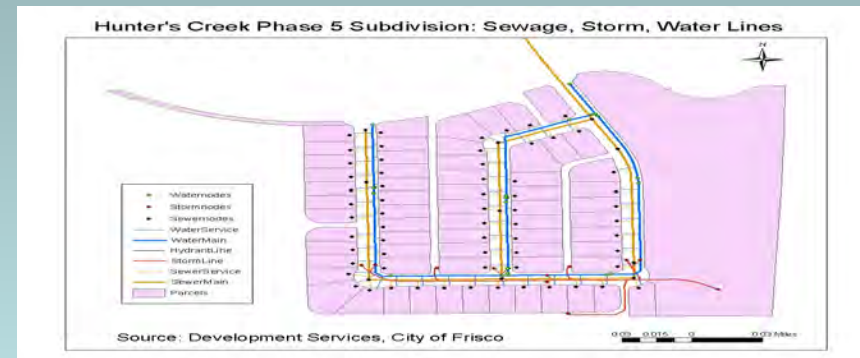 Hunter's Creek Phase 5 Subdivision: Sewage, Storm, Water Lines
N
Waternodes
Stormnodes
Sewernodes
WaterService
WaterMain
HydrantLine
StormLine
SewerService
SewerMain
Parcels
Source: Development Services, City of Frisco
0.03 0.015 0 0.03 Miles